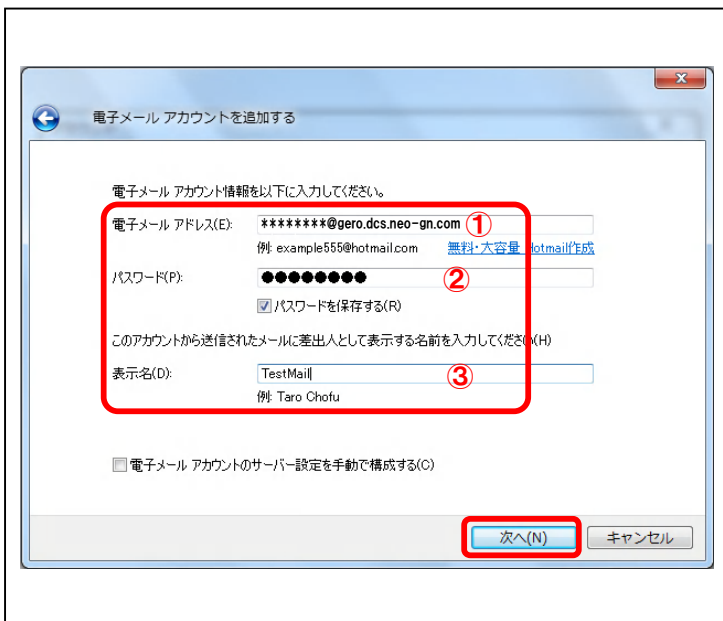 X
電子メール アカウントを追加する
電子メール アカウント情報を以下に入力してください。
電子メール アドレス(E): ********@gero.dcs.neo-gn.com ①
例: example555@hotmail.com 無料・大容量 Hotmail作成
パスワード(P): ●●●●●●●● ②
パスワードを保存する(R)
このアカウントから送信されたメールに差出人として表示する名前を入力してください(H)
表示名(D): TestMail ③
例: Taro Chofu
電子メール アカウントのサーバー設定を手動で構成する(C)
次へ(N) キャンセル